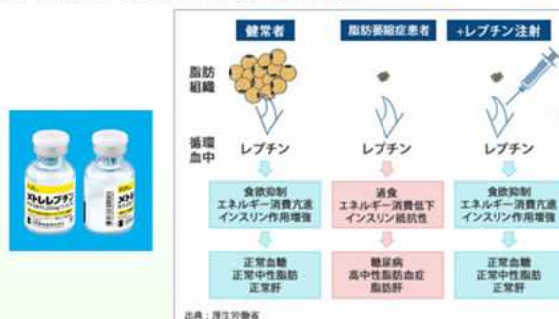 健常者
脂肪萎縮症患者
+レプチン注射
脂肪
組織
循環
血中
レプチン
レプチン
レプチン
食欲抑制
エネルギー消費亢進
インスリン作用増強
過食
エネルギー消費低下
インスリン抵抗性
食欲抑制
エネルギー消費亢進
インスリン作用増強
正常血糖
正常中性脂肪
正常肝
糖尿病
高中性脂肪血症
脂肪肝
正常血糖
正常中性脂肪
正常肝
出典：厚生労働省
メトレレプチン